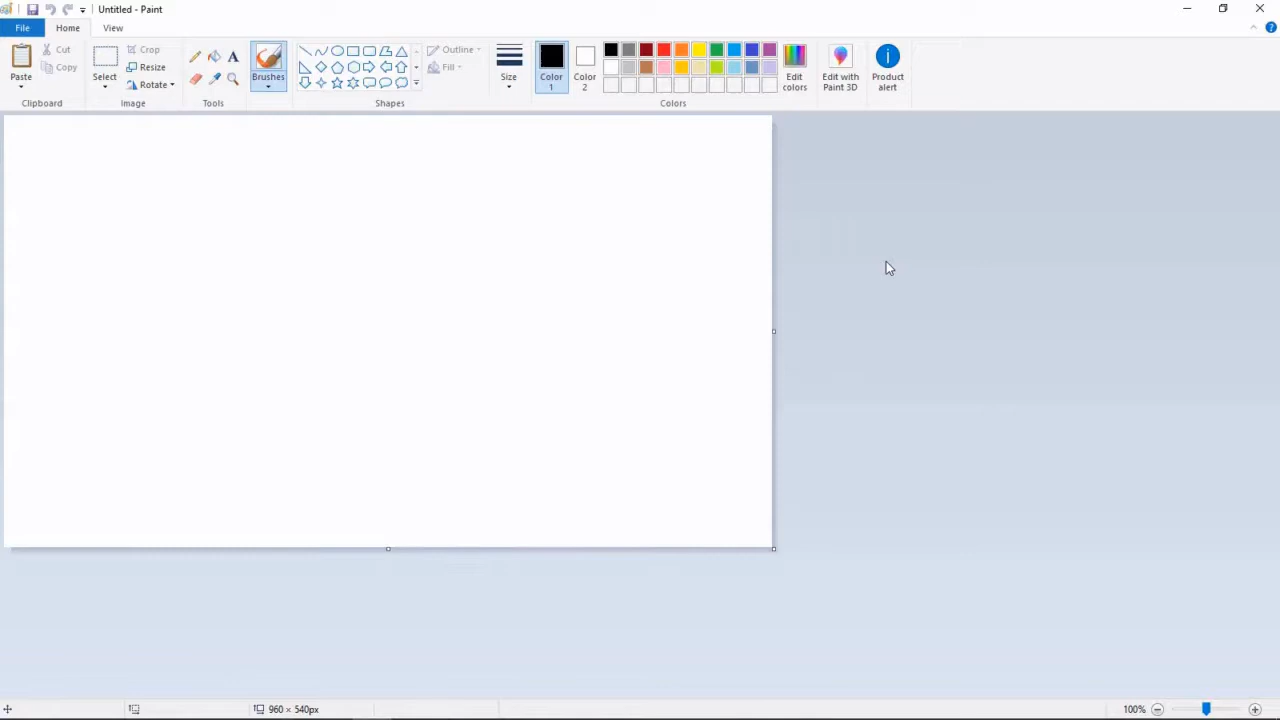 Untitled - Paint
File Home View
Paste Cut Copy
Clipboard
Select Crop Resize Rotate
Image
A
Tools
Brushes
Outline Fill
Shapes
Size
Color 1
Color 2
Edit colors
Colors
Edit with Paint 3D
Product alert
960 × 540px
100%